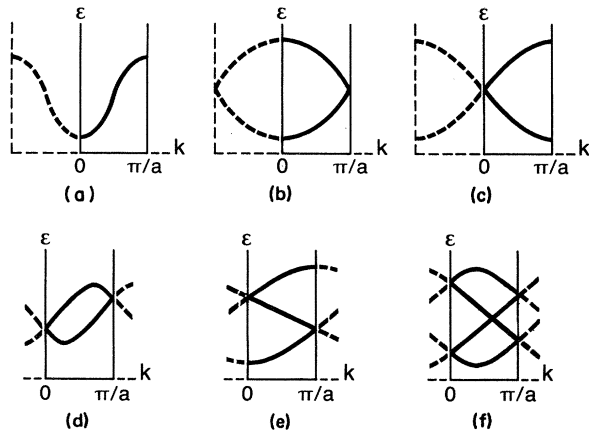 ε ε ε
k k k
0 π/a 0 π/a 0 π/a
(a) (b) (c)
ε ε ε
k k k
0 π/a 0 π/a 0 π/a
(d) (e) (f)